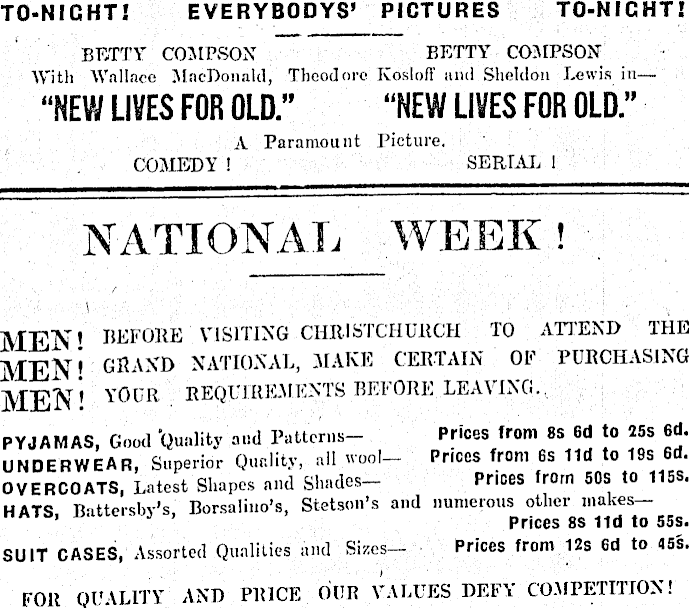 TO-NIGHT! EVERYBODYS' PICTURES TO-NIGHT!
BETTY COMPSON BETTY COMPSON
With Wallace MacDonald, Theodore Kosloff and Sheldon Lewis in—
"NEW LIVES FOR OLD." "NEW LIVES FOR OLD."
A Paramount Picture.
COMEDY ! SERIAL !
NATIONAL WEEK !
MEN! BEFORE VISITING CHRISTCHURCH TO ATTEND THE
MEN! GRAND NATIONAL, MAKE CERTAIN OF PURCHASING
MEN! YOUR REQUIREMENTS BEFORE LEAVING.
PYJAMAS, Good Quality and Patterns— Prices from 8s 6d to 25s 6d.
UNDERWEAR, Superior Quality, all wool— Prices from 6s 11d to 19s 6d.
OVERCOATS, Latest Shapes and Shades— Prices from 50s to 115s.
HATS, Battersby's, Borsalino's, Stetson's and numerous other makes—
Prices 8s 11d to 55s.
SUIT CASES, Assorted Qualities and Sizes— Prices from 12s 6d to 45s.
FOR QUALITY AND PRICE OUR VALUES DEFY COMPETITION!